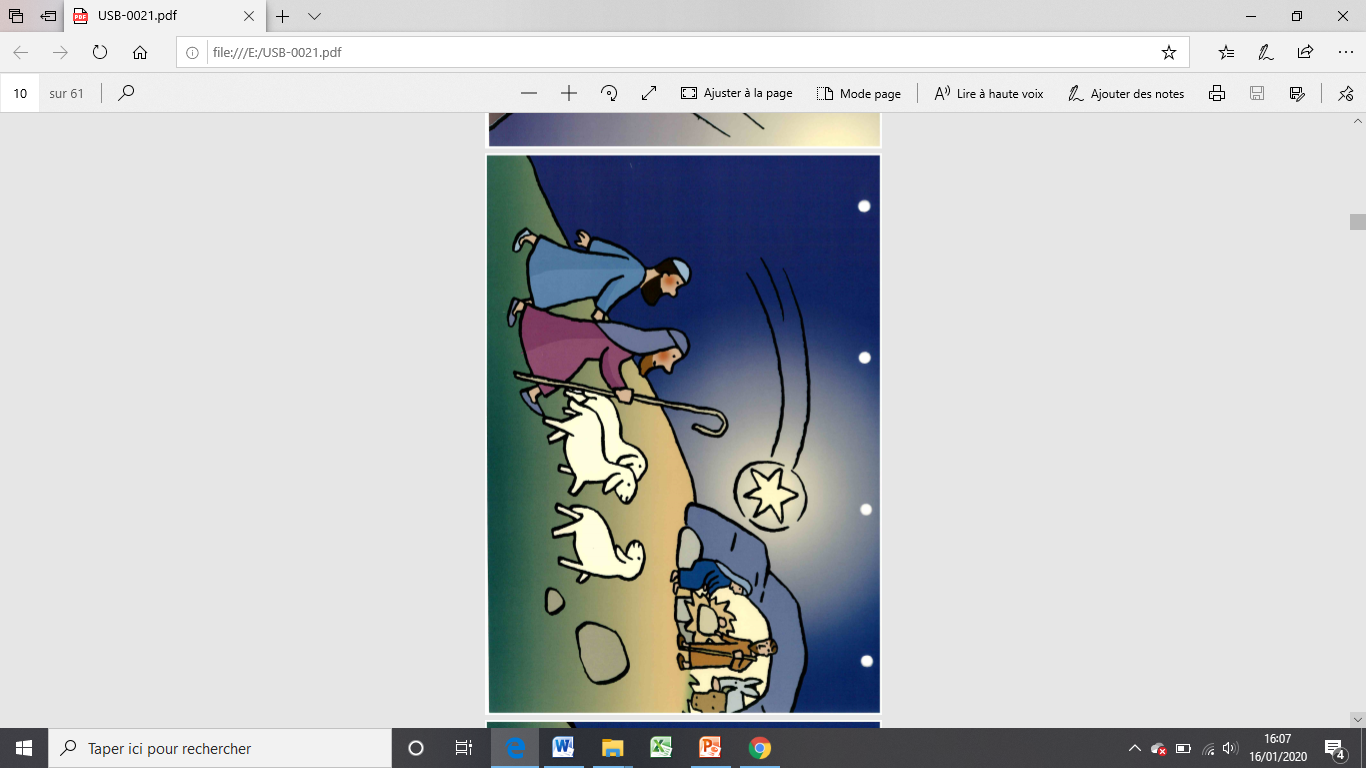 USB-0021.pdf
file:///E:/USB-0021.pdf
10 sur 61
Ajuster à la page
Mode page
Lire à haute voix
Ajouter des notes
Taper ici pour rechercher
16:07
16/01/2020
4